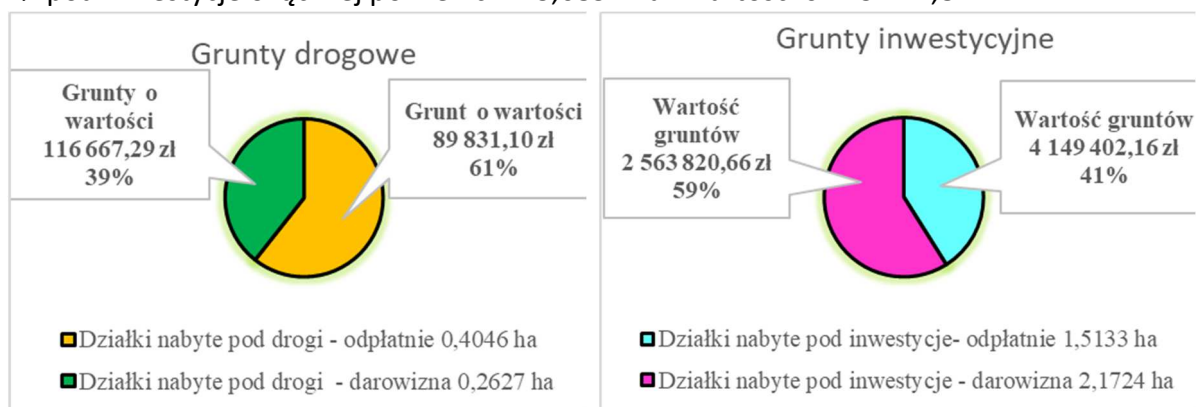 Grunty drogowe
Grunty o
wartości
116 667,29 zł
39%
Grunt o wartości
89 831,10 zł
61%
Działki nabyte pod drogi - odpłatnie 0,4046 ha
Działki nabyte pod drogi - darowizna 0,2627 ha
Grunty inwestycyjne
Wartość
gruntów
2 563 820,66 zł
59%
Wartość gruntów
4 149 402,16 zł
41%
Działki nabyte pod inwestycje- odpłatnie 1,5133 ha
Działki nabyte pod inwestycje - darowizna 2,1724 ha